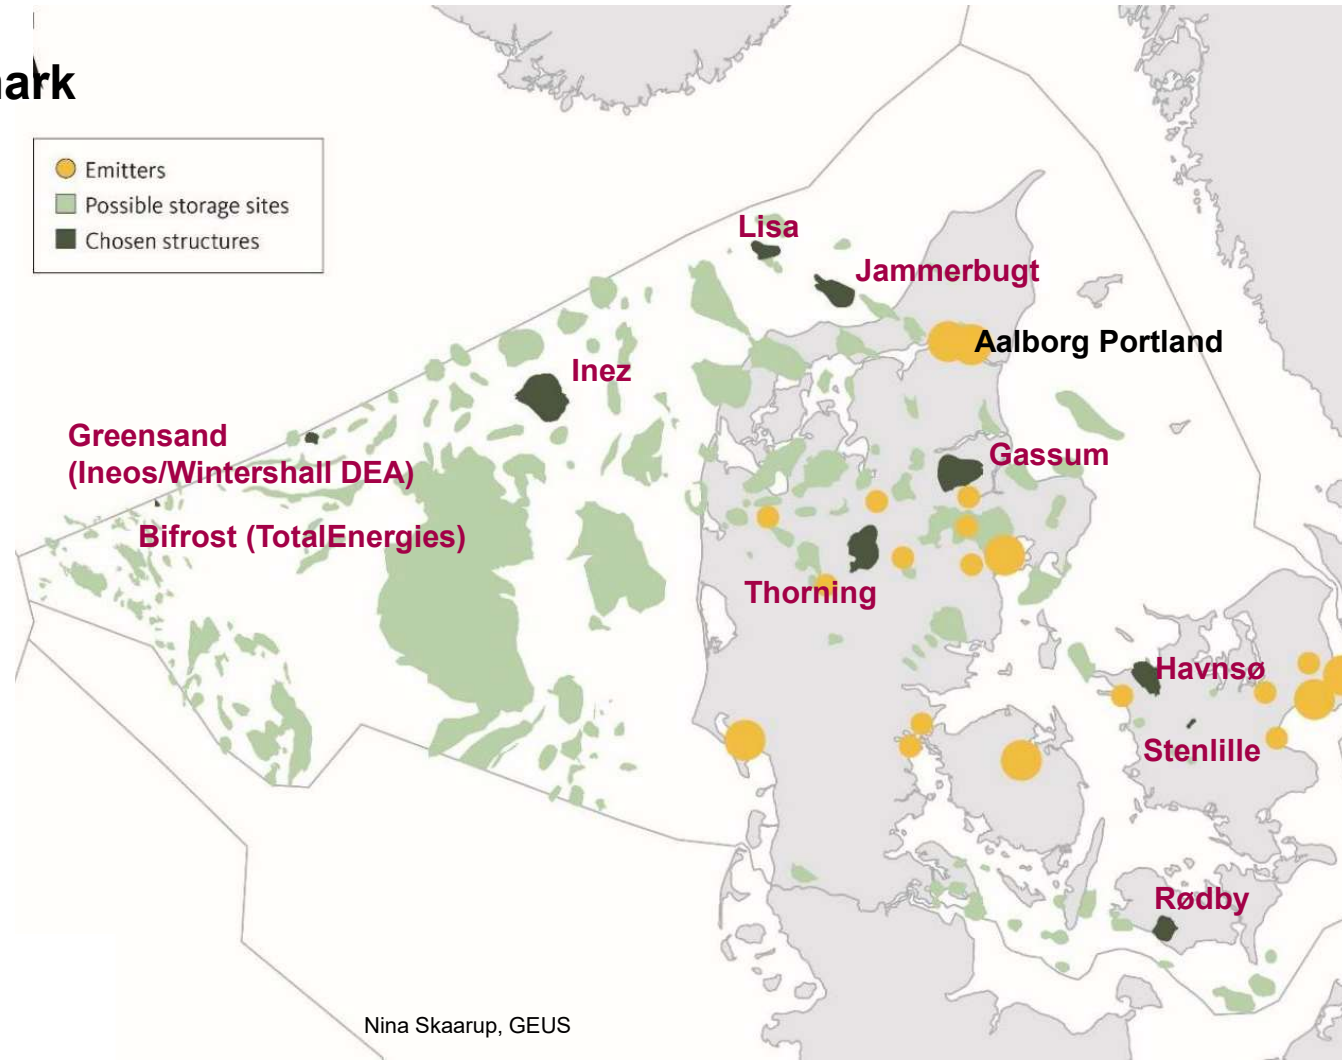 ark
Emitters
Possible storage sites
Chosen structures
Lisa
Jammerbugt
Aalborg Portland
Inez
Greensand
(Ineos/Wintershall DEA)
Gassum
Bifrost (TotalEnergies)
Thorning
Havnsø
Stenlille
Rødby
Nina Skaarup, GEUS